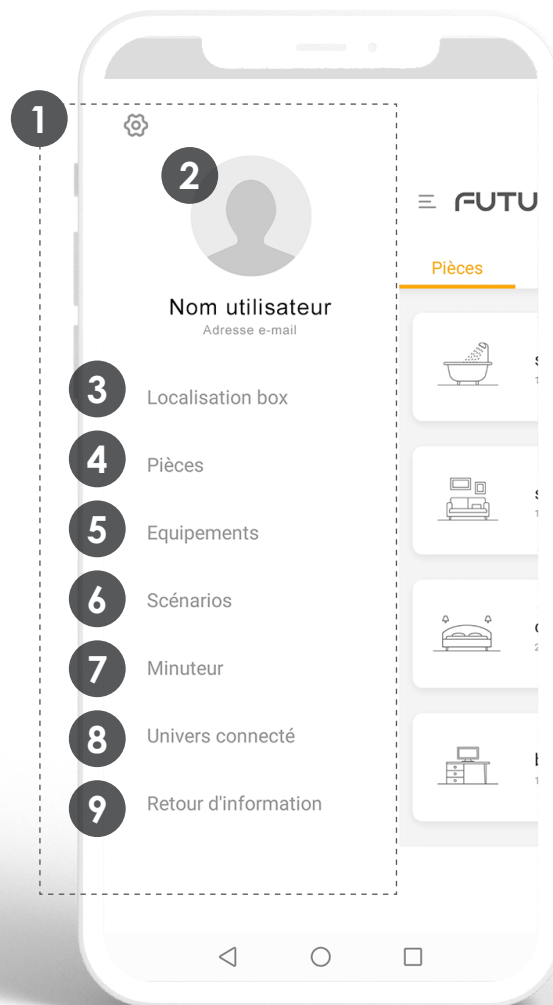 1
2
FUTU
Pièces
Nom utilisateur
Adresse e-mail
3 Localisation box
4 Pièces
5 Equipements
6 Scénarios
7 Minuteur
8 Univers connecté
9 Retour d'information